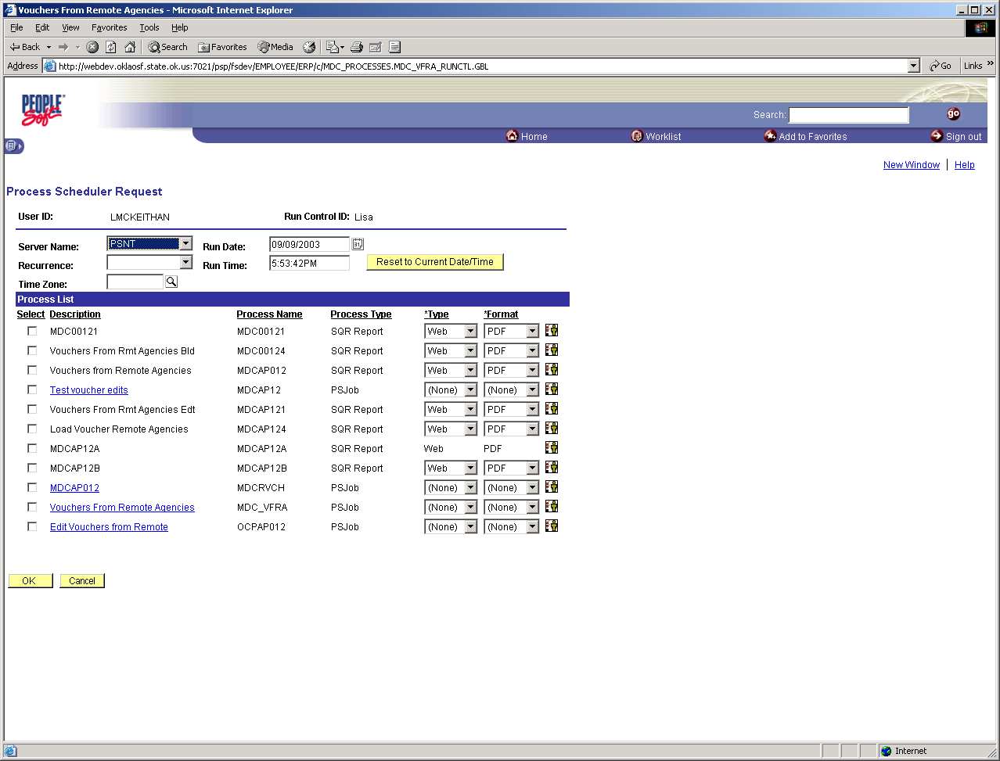 Vouchers From Remote Agencies - Microsoft Internet Explorer
File Edit View Favorites Tools Help
Back Search Favorites Media
Address http://webdev.oklaosf.state.ok.us:7021/psp/fsdev/EMPLOYEE/ERP/c/MDC_PROCESSES.MDC_VFRA_RUNCTL.GBL Go Links »
PEOPLE
Soft
Search: go
Home Worklist Add to Favorites Sign out
New Window | Help
Process Scheduler Request
User ID: LMCKEITHAN Run Control ID: Lisa
Server Name: PSNT Run Date: 09/09/2003 31
Recurrence: Run Time: 5:53:42PM Reset to Current Date/Time
Time Zone:
Process List
Select Description Process Name Process Type *Type *Format
MDC00121 MDC00121 SQR Report Web PDF
Vouchers From Rmt Agencies Bld MDC00124 SQR Report Web PDF
Vouchers from Remote Agencies MDCAP012 SQR Report Web PDF
Test voucher edits MDCAP12 PSJob (None) (None)
Vouchers From Rmt Agencies Edt MDCAP121 SQR Report Web PDF
Load Voucher Remote Agencies MDCAP124 SQR Report Web PDF
MDCAP12A MDCAP12A SQR Report Web PDF
MDCAP12B MDCAP12B SQR Report Web PDF
MDCAP012 MDCRVCH PSJob (None) (None)
Vouchers From Remote Agencies MDC_VFRA PSJob (None) (None)
Edit Vouchers from Remote OCPAP012 PSJob (None) (None)
OK Cancel
Internet